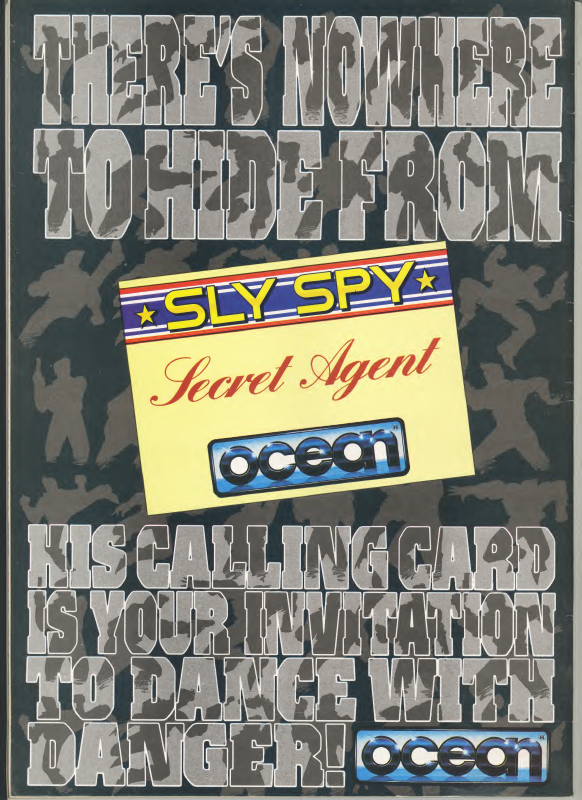 THERE'S NOWHERE
TO HIDE FROM
SLY SPY
Secret Agent
ocean
HIS CALLING CARD
IS YOUR INVITATION
TO DANCE WITH
DANGER!
ocean